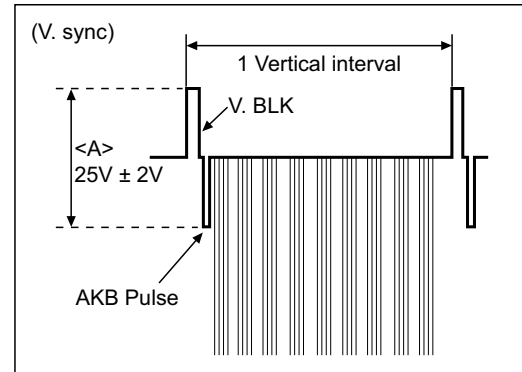 (V. sync)
1 Vertical interval
V. BLK
<A>
25V ± 2V
AKB Pulse